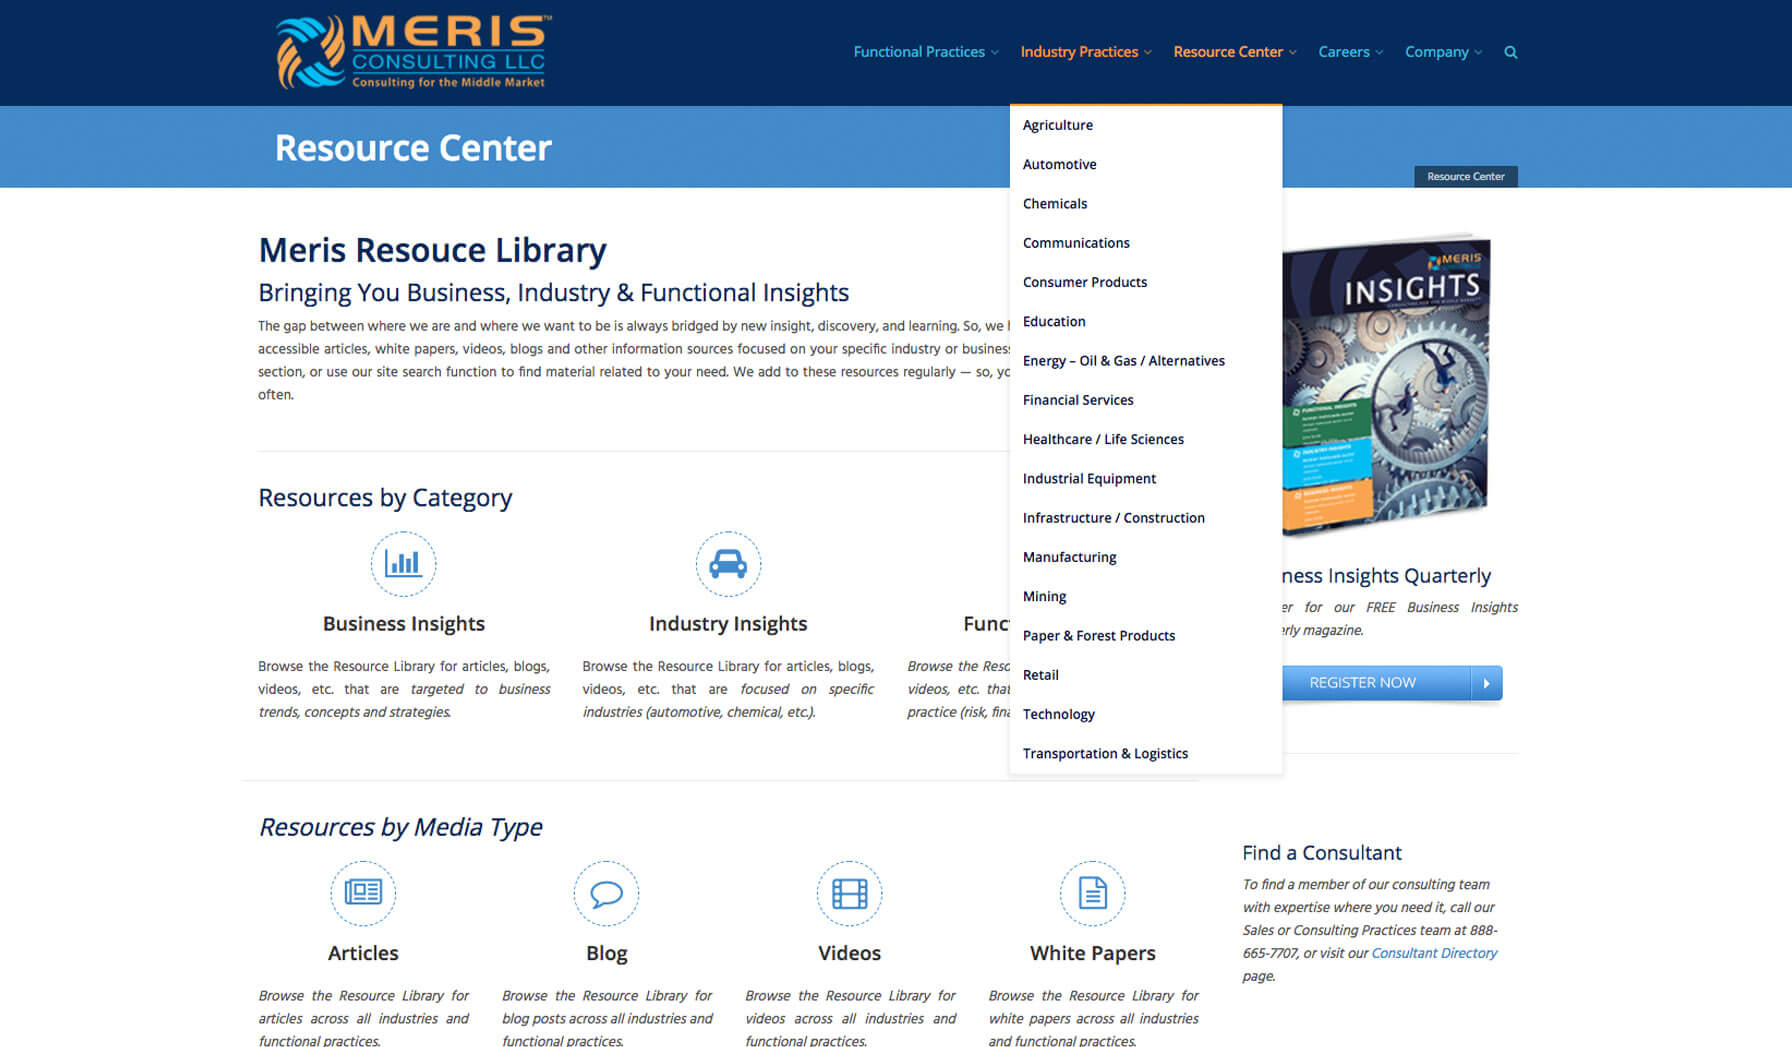 MERIS™
CONSULTING LLC
Consulting for the Middle Market
Functional Practices
Industry Practices
Resource Center
Careers
Company
Resource Center
Resource Center
Agriculture
Automotive
Chemicals
Communications
Consumer Products
Education
Energy – Oil & Gas / Alternatives
Financial Services
Healthcare / Life Sciences
Industrial Equipment
Infrastructure / Construction
Manufacturing
Mining
Paper & Forest Products
Retail
Technology
Transportation & Logistics
Meris Resouce Library
Bringing You Business, Industry & Functional Insights
The gap between where we are and where we want to be is always bridged by new insight, discovery, and learning. So, we
accessible articles, white papers, videos, blogs and other information sources focused on your specific industry or business
section, or use our site search function to find material related to your need. We add to these resources regularly — so,
often.
Resources by Category
Business Insights
Browse the Resource Library for articles, blogs,
videos, etc. that are targeted to business
trends, concepts and strategies.
Industry Insights
Browse the Resource Library for articles, blogs,
videos, etc. that are focused on specific
industries (automotive, chemical, etc.).
Func
Browse the Reso
videos, etc. that
practice (risk, fina
MERIS
INSIGHTS
CONSULTING FOR THE MIDDLE MARKET
FUNCTIONAL INSIGHTS
INDUSTRY INSIGHTS
BUSINESS INSIGHTS
ness Insights Quarterly
er for our FREE Business Insights
erly magazine.
REGISTER NOW
Resources by Media Type
Articles
Browse the Resource Library for
articles across all industries and
functional practices.
Blog
Browse the Resource Library for
blog posts across all industries and
functional practices.
Videos
Browse the Resource Library for
videos across all industries and
functional practices.
White Papers
Browse the Resource Library for
white papers across all industries
and functional practices.
Find a Consultant
To find a member of our consulting team
with expertise where you need it, call our
Sales or Consulting Practices team at 888-
665-7707, or visit our Consultant Directory
page.